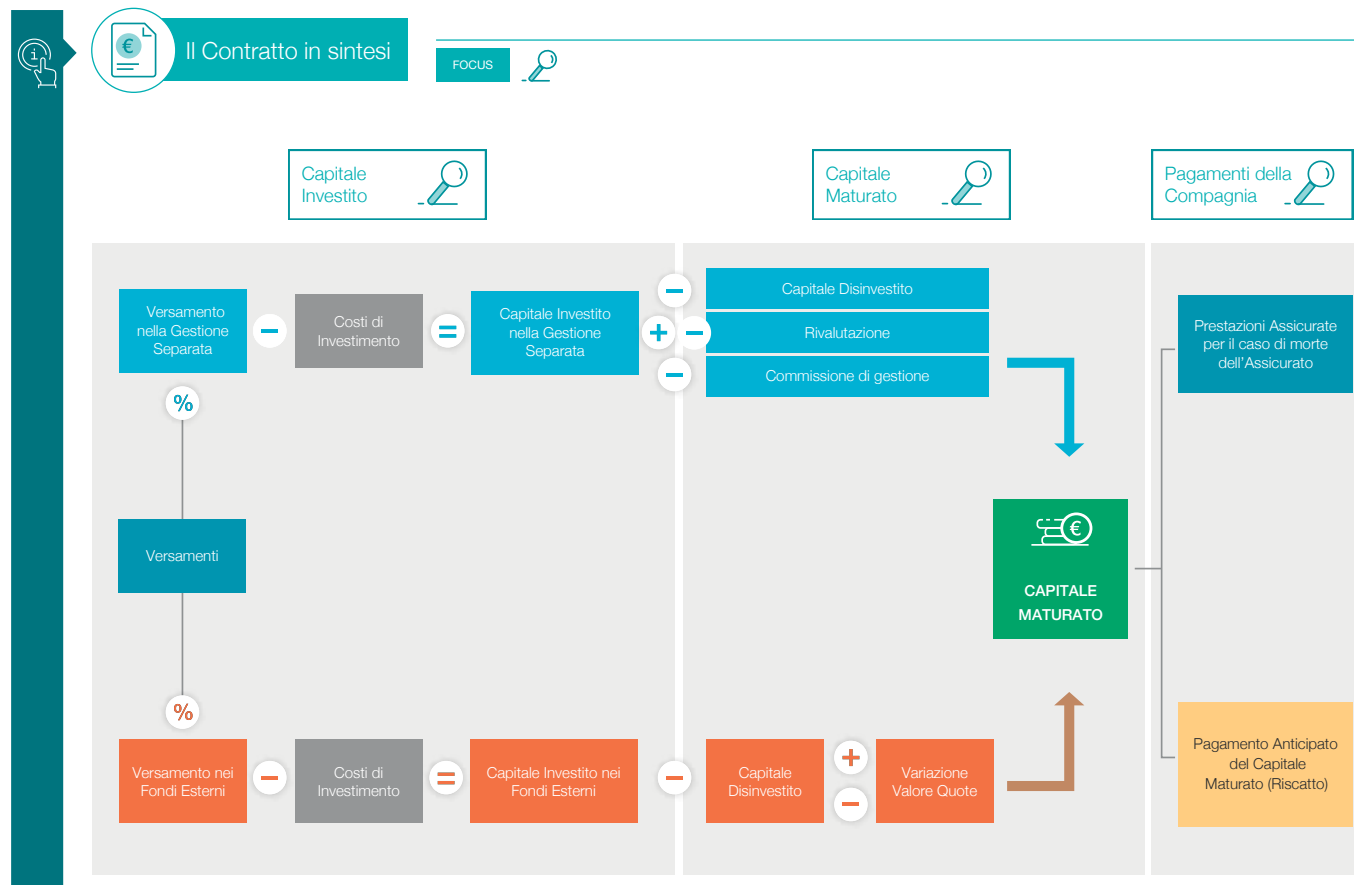 Il Contratto in sintesi
FOCUS
Capitale
Investito
Capitale
Maturato
Pagamenti della
Compagnia
Versamento
nella Gestione
Separata
−
Costi di
Investimento
=
Capitale Investito
nella Gestione
Separata
−
+ −
−
Capitale Disinvestito
Rivalutazione
Commissione di gestione
Prestazioni Assicurate
per il caso di morte
dell'Assicurato
%
Versamenti
€
CAPITALE
MATURATO
%
Versamento nei
Fondi Esterni
−
Costi di
Investimento
=
Capitale Investito nei
Fondi Esterni
−
Capitale
Disinvestito
+
−
Variazione
Valore Quote
Pagamento Anticipato
del Capitale
Maturato (Riscatto)